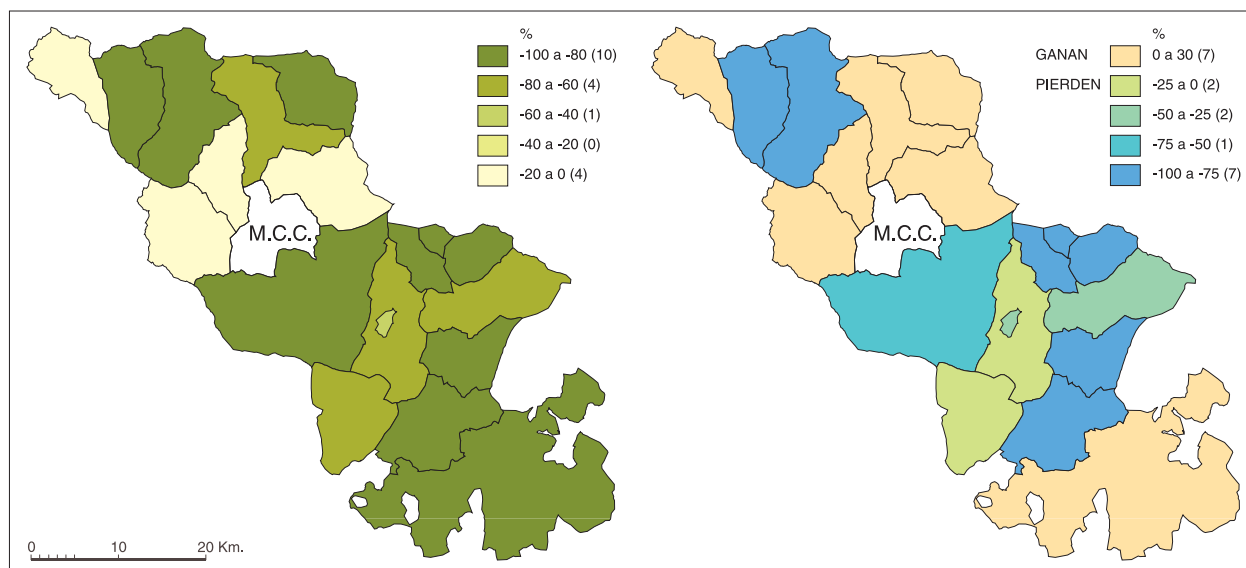 %
-100 a -80 (10)
-80 a -60 (4)
-60 a -40 (1)
-40 a -20 (0)
-20 a 0 (4)
M.C.C.
0 10 20 Km.
%
GANAN 0 a 30 (7)
PIERDEN -25 a 0 (2)
-50 a -25 (2)
-75 a -50 (1)
-100 a -75 (7)
M.C.C.